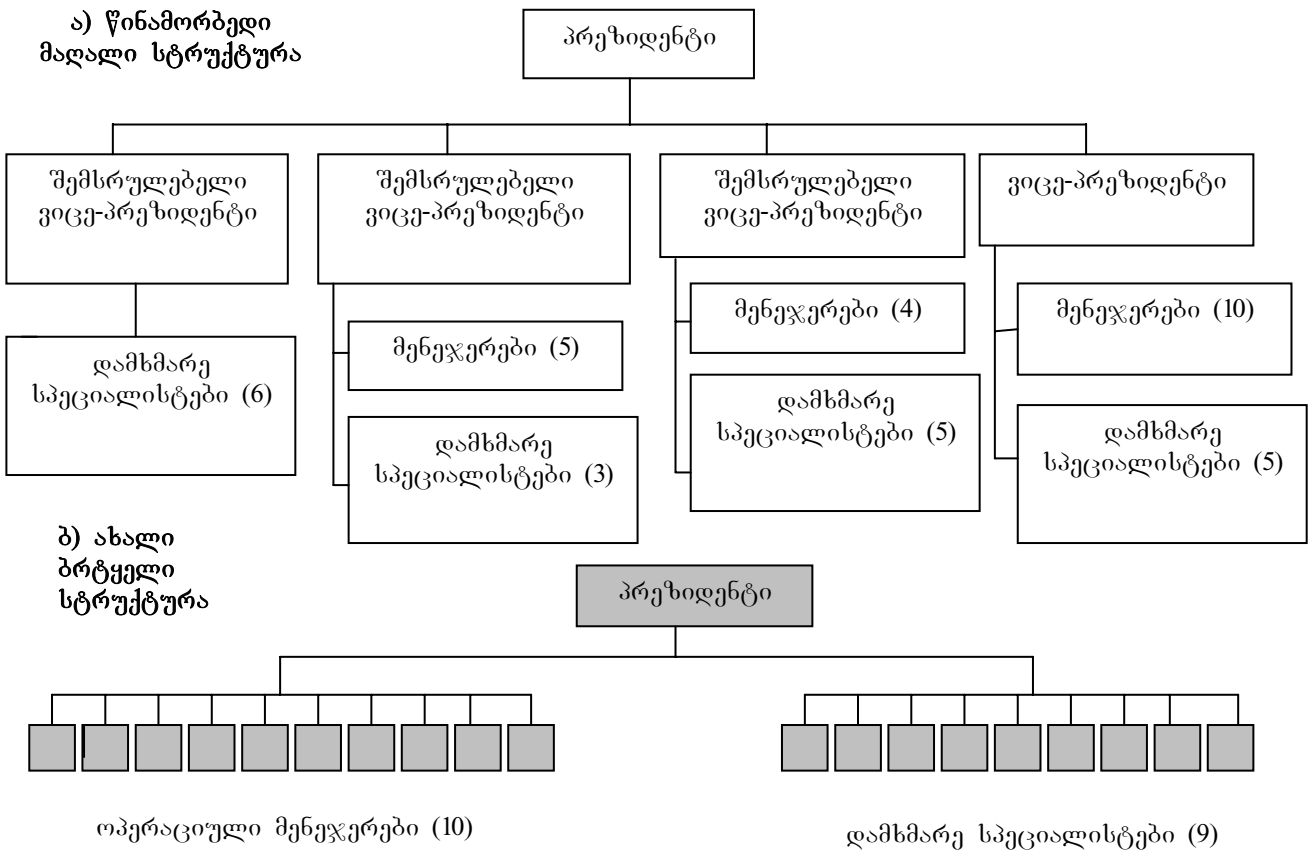 ა) წინამორბედი
მაღალი სტრუქტურა
პრეზიდენტი
შემსრულებელი
ვიცე-პრეზიდენტი
შემსრულებელი
ვიცე-პრეზიდენტი
შემსრულებელი
ვიცე-პრეზიდენტი
ვიცე-პრეზიდენტი
დამხმარე
სპეციალისტები (6)
მენეჯერები (5)
დამხმარე
სპეციალისტები (3)
მენეჯერები (4)
დამხმარე
სპეციალისტები (5)
მენეჯერები (10)
დამხმარე
სპეციალისტები (5)
ბ) ახალი
ბრტყელი
სტრუქტურა
პრეზიდენტი
ოპერაციული მენეჯერები (10)
დამხმარე სპეციალისტები (9)